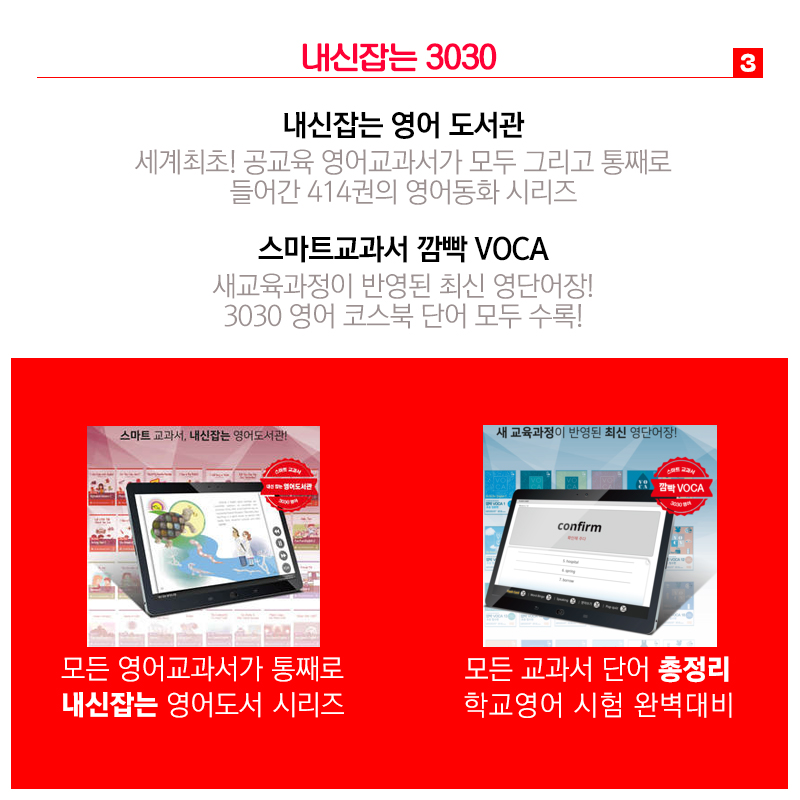 내신잡는 3030
3
내신잡는 영어 도서관
세계최초! 공교육 영어교과서가 모두 그리고 통째로
들어간 414권의 영어동화 시리즈
스마트교과서 깜빡 VOCA
새교육과정이 반영된 최신 영단어장!
3030 영어 코스북 단어 모두 수록!
스마트 교과서, 내신잡는 영어도서관!
스마트 교과서
내신 잡는 영어도서관
3030 영어
새 교육과정이 반영된 최신 영단어장!
스마트 교과서
깜빡 VOCA
3030 영어
confirm
5 hospital
6 spring
7 borrow
모든 영어교과서가 통째로
내신잡는 영어도서 시리즈
모든 교과서 단어 총정리
학교영어 시험 완벽대비